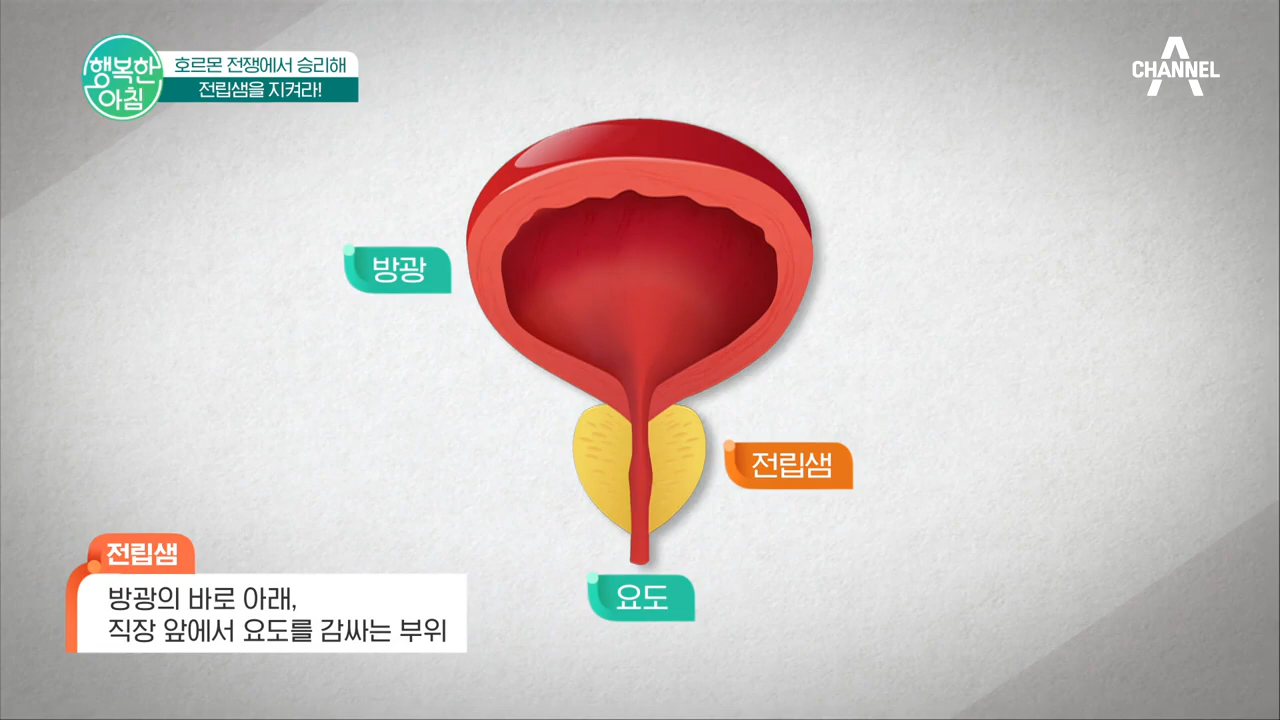 행복한
아침
호르몬 전쟁에서 승리해
전립샘을 지켜라!
CHANNEL A
방광
전립샘
요도
전립샘
방광의 바로 아래,
직장 앞에서 요도를 감싸는 부위